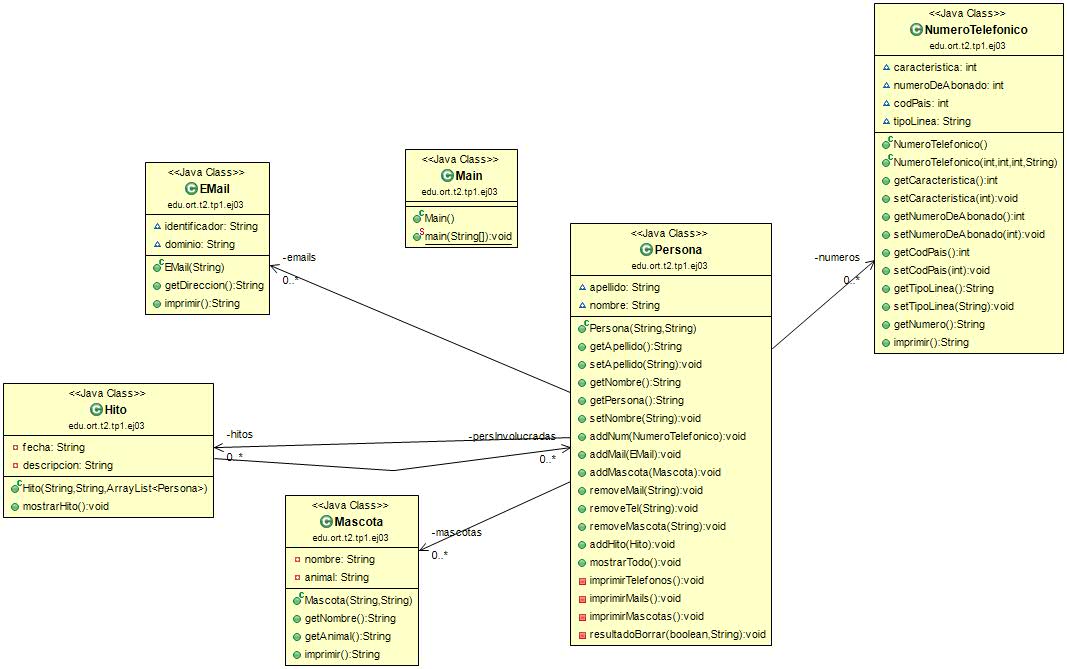 <<Java Class>>
NumeroTelefonico
edu.ort.t2.tp1.ej03
caracteristica: int
numeroDeAbonado: int
codPais: int
tipoLinea: String
NumeroTelefonico()
NumeroTelefonico(int,int,int,String)
getCaracteristica():int
setCaracteristica(int):void
getNumeroDeAbonado():int
setNumeroDeAbonado(int):void
getCodPais():int
setCodPais(int):void
getTipoLinea():String
setTipoLinea(String):void
getNumero():String
imprimir():String
<<Java Class>>
Main
edu.ort.t2.tp1.ej03
Main()
main(String[]):void
<<Java Class>>
EMail
edu.ort.t2.tp1.ej03
identificador: String
dominio: String
EMail(String)
getDireccion():String
imprimir():String
-emails
0..*
-numeros
0..*
<<Java Class>>
Persona
edu.ort.t2.tp1.ej03
apellido: String
nombre: String
Persona(String,String)
getApellido():String
setApellido(String):void
getNombre():String
getPersona():String
setNombre(String):void
addNum(NumeroTelefonico):void
addMail(EMail):void
addMascota(Mascota):void
removeMail(String):void
removeTel(String):void
removeMascota(String):void
addHito(Hito):void
mostrarTodo():void
imprimirTelefonos():void
imprimirMails():void
imprimirMascotas():void
resultadoBorrar(boolean,String):void
<<Java Class>>
Hito
edu.ort.t2.tp1.ej03
fecha: String
descripcion: String
Hito(String,String,ArrayList<Persona>)
mostrarHito():void
-hitos
0..*
-persInvolucradas
0..*
<<Java Class>>
Mascota
edu.ort.t2.tp1.ej03
nombre: String
animal: String
Mascota(String,String)
getNombre():String
getAnimal():String
imprimir():String
-mascotas
0..*